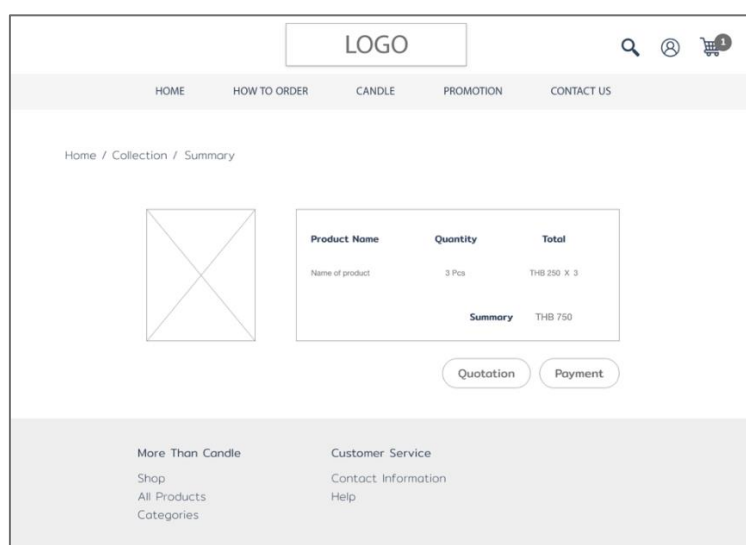 LOGO
1
HOME HOW TO ORDER CANDLE PROMOTION CONTACT US
Home / Collection / Summary
Product Name Quantity Total
Name of product 3 Pcs THB 250 X 3
Summary THB 750
Quotation Payment
More Than Candle Customer Service
Shop Contact Information
All Products Help
Categories